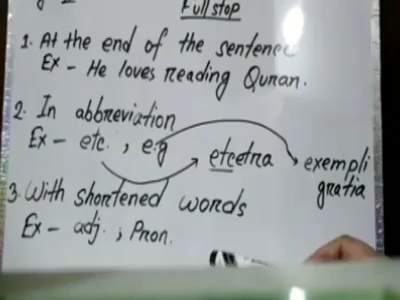 Full stop
1. At the end of the sentence
Ex - He loves reading Quran.
2. In abbreviation
Ex - etc. , e.g
etcetra
exempli
gratia
3. With shortened words
Ex - adj. , Pron.